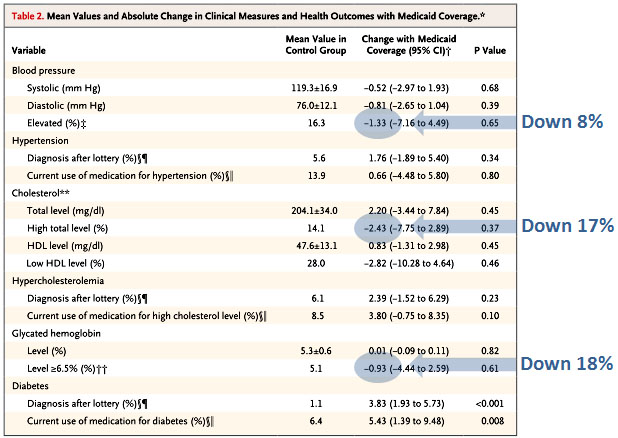 Table 2. Mean Values and Absolute Change in Clinical Measures and Health Outcomes with Medicaid Coverage.*
Variable Mean Value in Control Group Change with Medicaid Coverage (95% CI)† P Value
Blood pressure
Systolic (mm Hg) 119.3±16.9 −0.52 (−2.97 to 1.93) 0.68
Diastolic (mm Hg) 76.0±12.1 −0.81 (−2.65 to 1.04) 0.39
Elevated (%)‡ 16.3 −1.33 (−7.16 to 4.49) 0.65 Down 8%
Hypertension
Diagnosis after lottery (%)§¶ 5.6 1.76 (−1.89 to 5.40) 0.34
Current use of medication for hypertension (%)§‖ 13.9 0.66 (−4.48 to 5.80) 0.80
Cholesterol**
Total level (mg/dl) 204.1±34.0 2.20 (−3.44 to 7.84) 0.45
High total level (%) 14.1 −2.43 (−7.75 to 2.89) 0.37 Down 17%
HDL level (mg/dl) 47.6±13.1 0.83 (−1.31 to 2.98) 0.45
Low HDL level (%) 28.0 −2.82 (−10.28 to 4.64) 0.46
Hypercholesterolemia
Diagnosis after lottery (%)§¶ 6.1 2.39 (−1.52 to 6.29) 0.23
Current use of medication for high cholesterol level (%)§‖ 8.5 3.80 (−0.75 to 8.35) 0.10
Glycated hemoglobin
Level (%) 5.3±0.6 0.01 (−0.09 to 0.11) 0.82
Level ≥6.5% (%)†† 5.1 −0.93 (−4.44 to 2.59) 0.61 Down 18%
Diabetes
Diagnosis after lottery (%)§¶ 1.1 3.83 (1.93 to 5.73) <0.001
Current use of medication for diabetes (%)§‖ 6.4 5.43 (1.39 to 9.48) 0.008